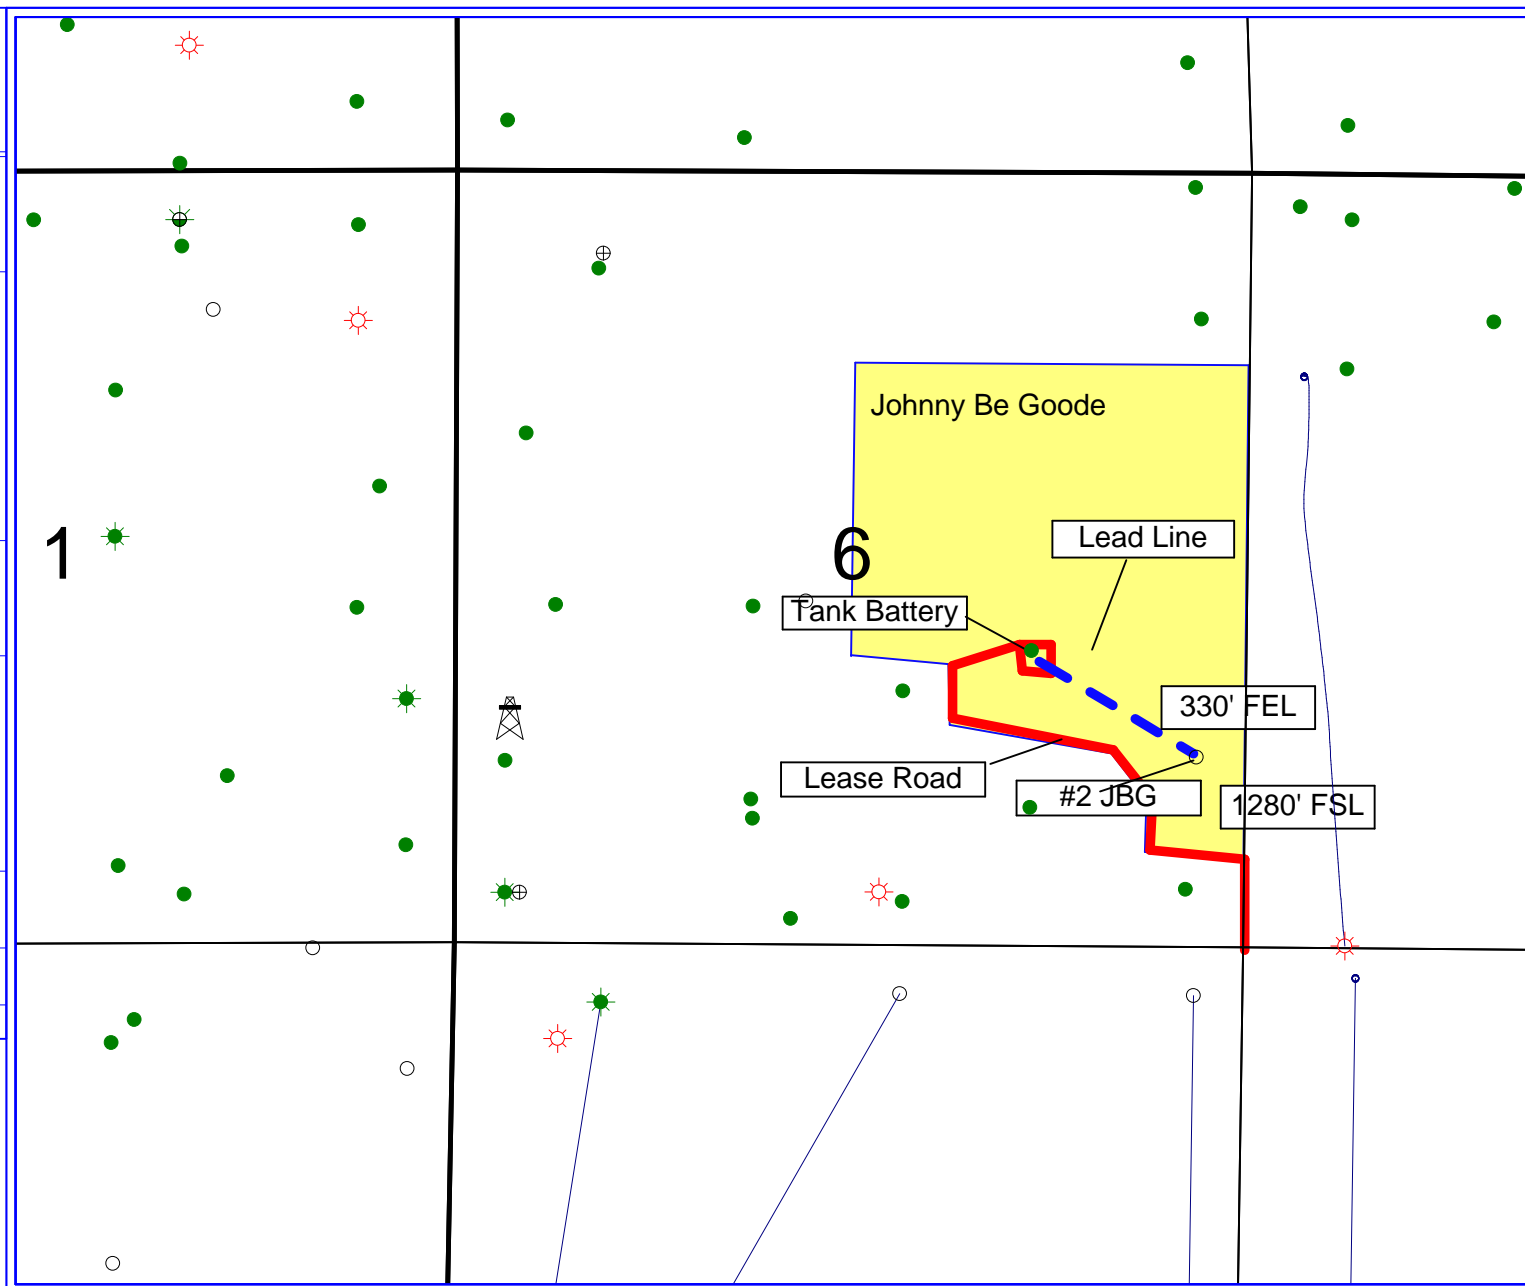 Johnny Be Goode
1
6
Lead Line
Tank Battery
330' FEL
Lease Road
#2 JBG
1280' FSL